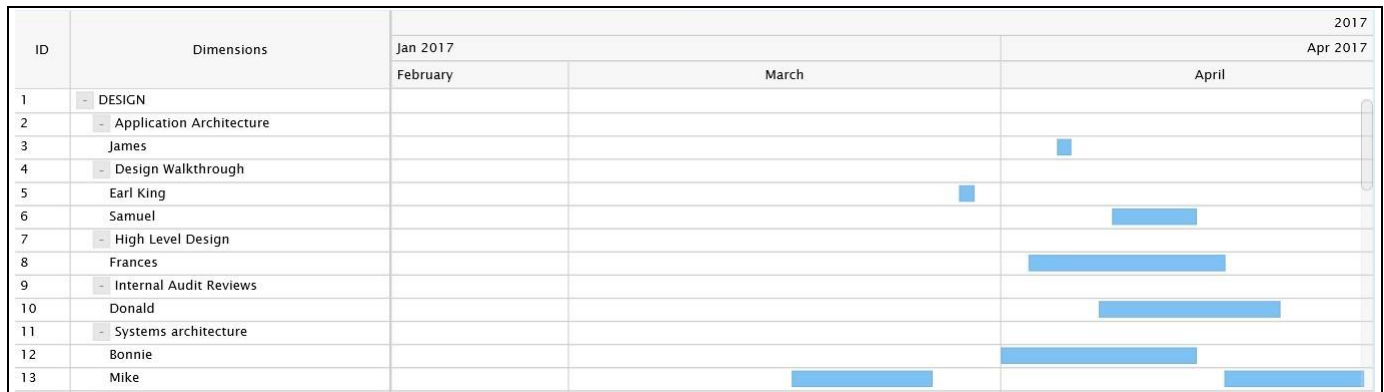 2017
ID Dimensions Jan 2017 Apr 2017
February March April
1 - DESIGN
2 - Application Architecture
3 James
4 - Design Walkthrough
5 Earl King
6 Samuel
7 - High Level Design
8 Frances
9 - Internal Audit Reviews
10 Donald
11 - Systems architecture
12 Bonnie
13 Mike